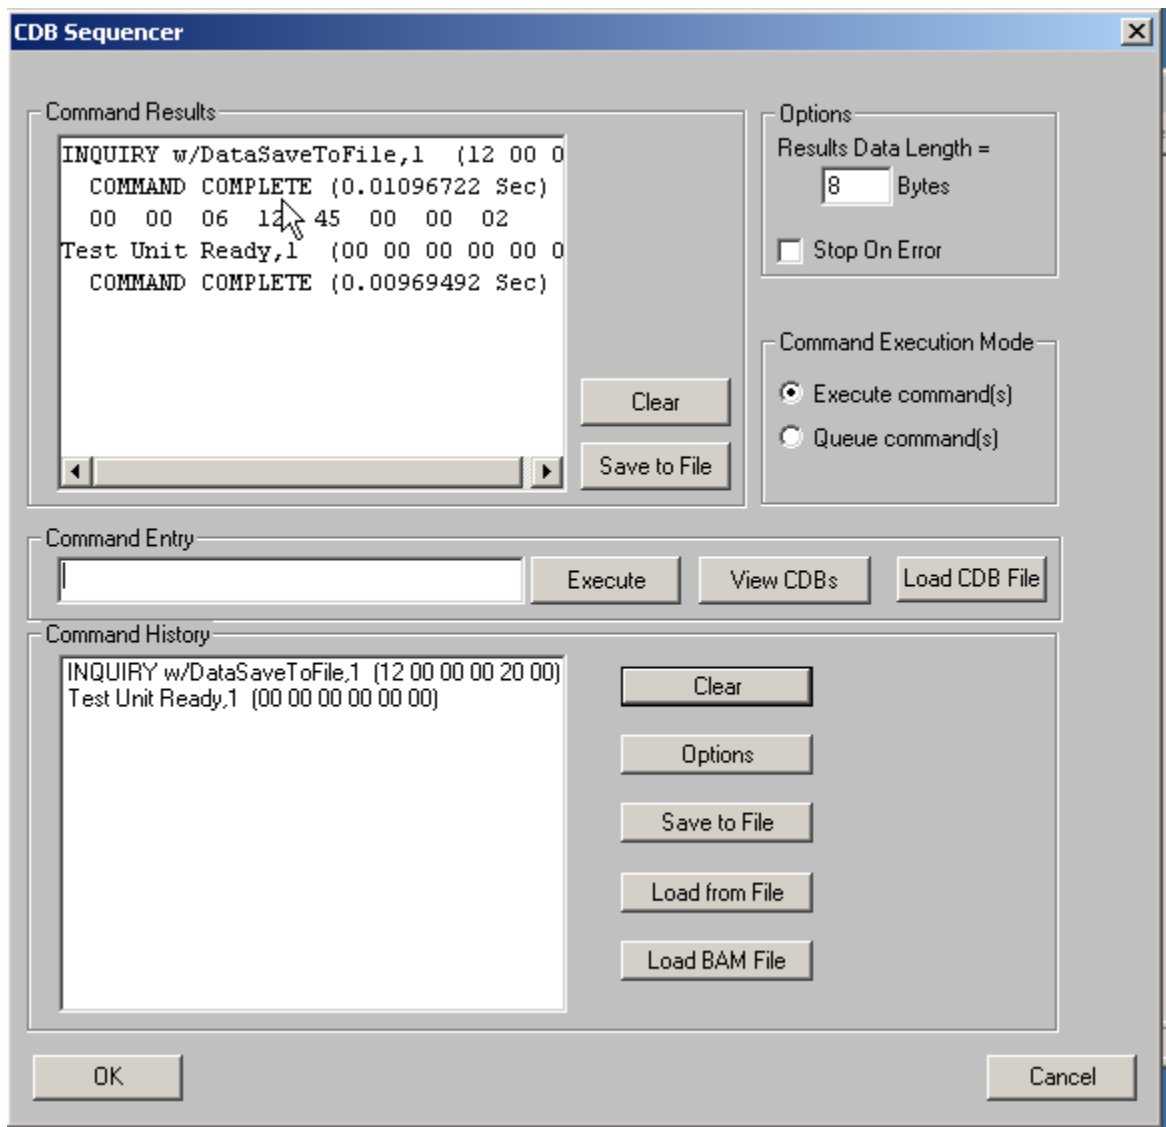 CDB Sequencer
Command Results
INQUIRY w/DataSaveToFile,1 (12 00 0
COMMAND COMPLETE (0.01096722 Sec)
00 00 06 12 45 00 00 02
Test Unit Ready,1 (00 00 00 00 00 0
COMMAND COMPLETE (0.00969492 Sec)
Clear
Save to File
Options
Results Data Length =
8 Bytes
Stop On Error
Command Execution Mode
Execute command(s)
Queue command(s)
Command Entry
Execute
View CDBs
Load CDB File
Command History
INQUIRY w/DataSaveToFile,1 (12 00 00 00 20 00)
Test Unit Ready,1 (00 00 00 00 00 00)
Clear
Options
Save to File
Load from File
Load BAM File
OK
Cancel